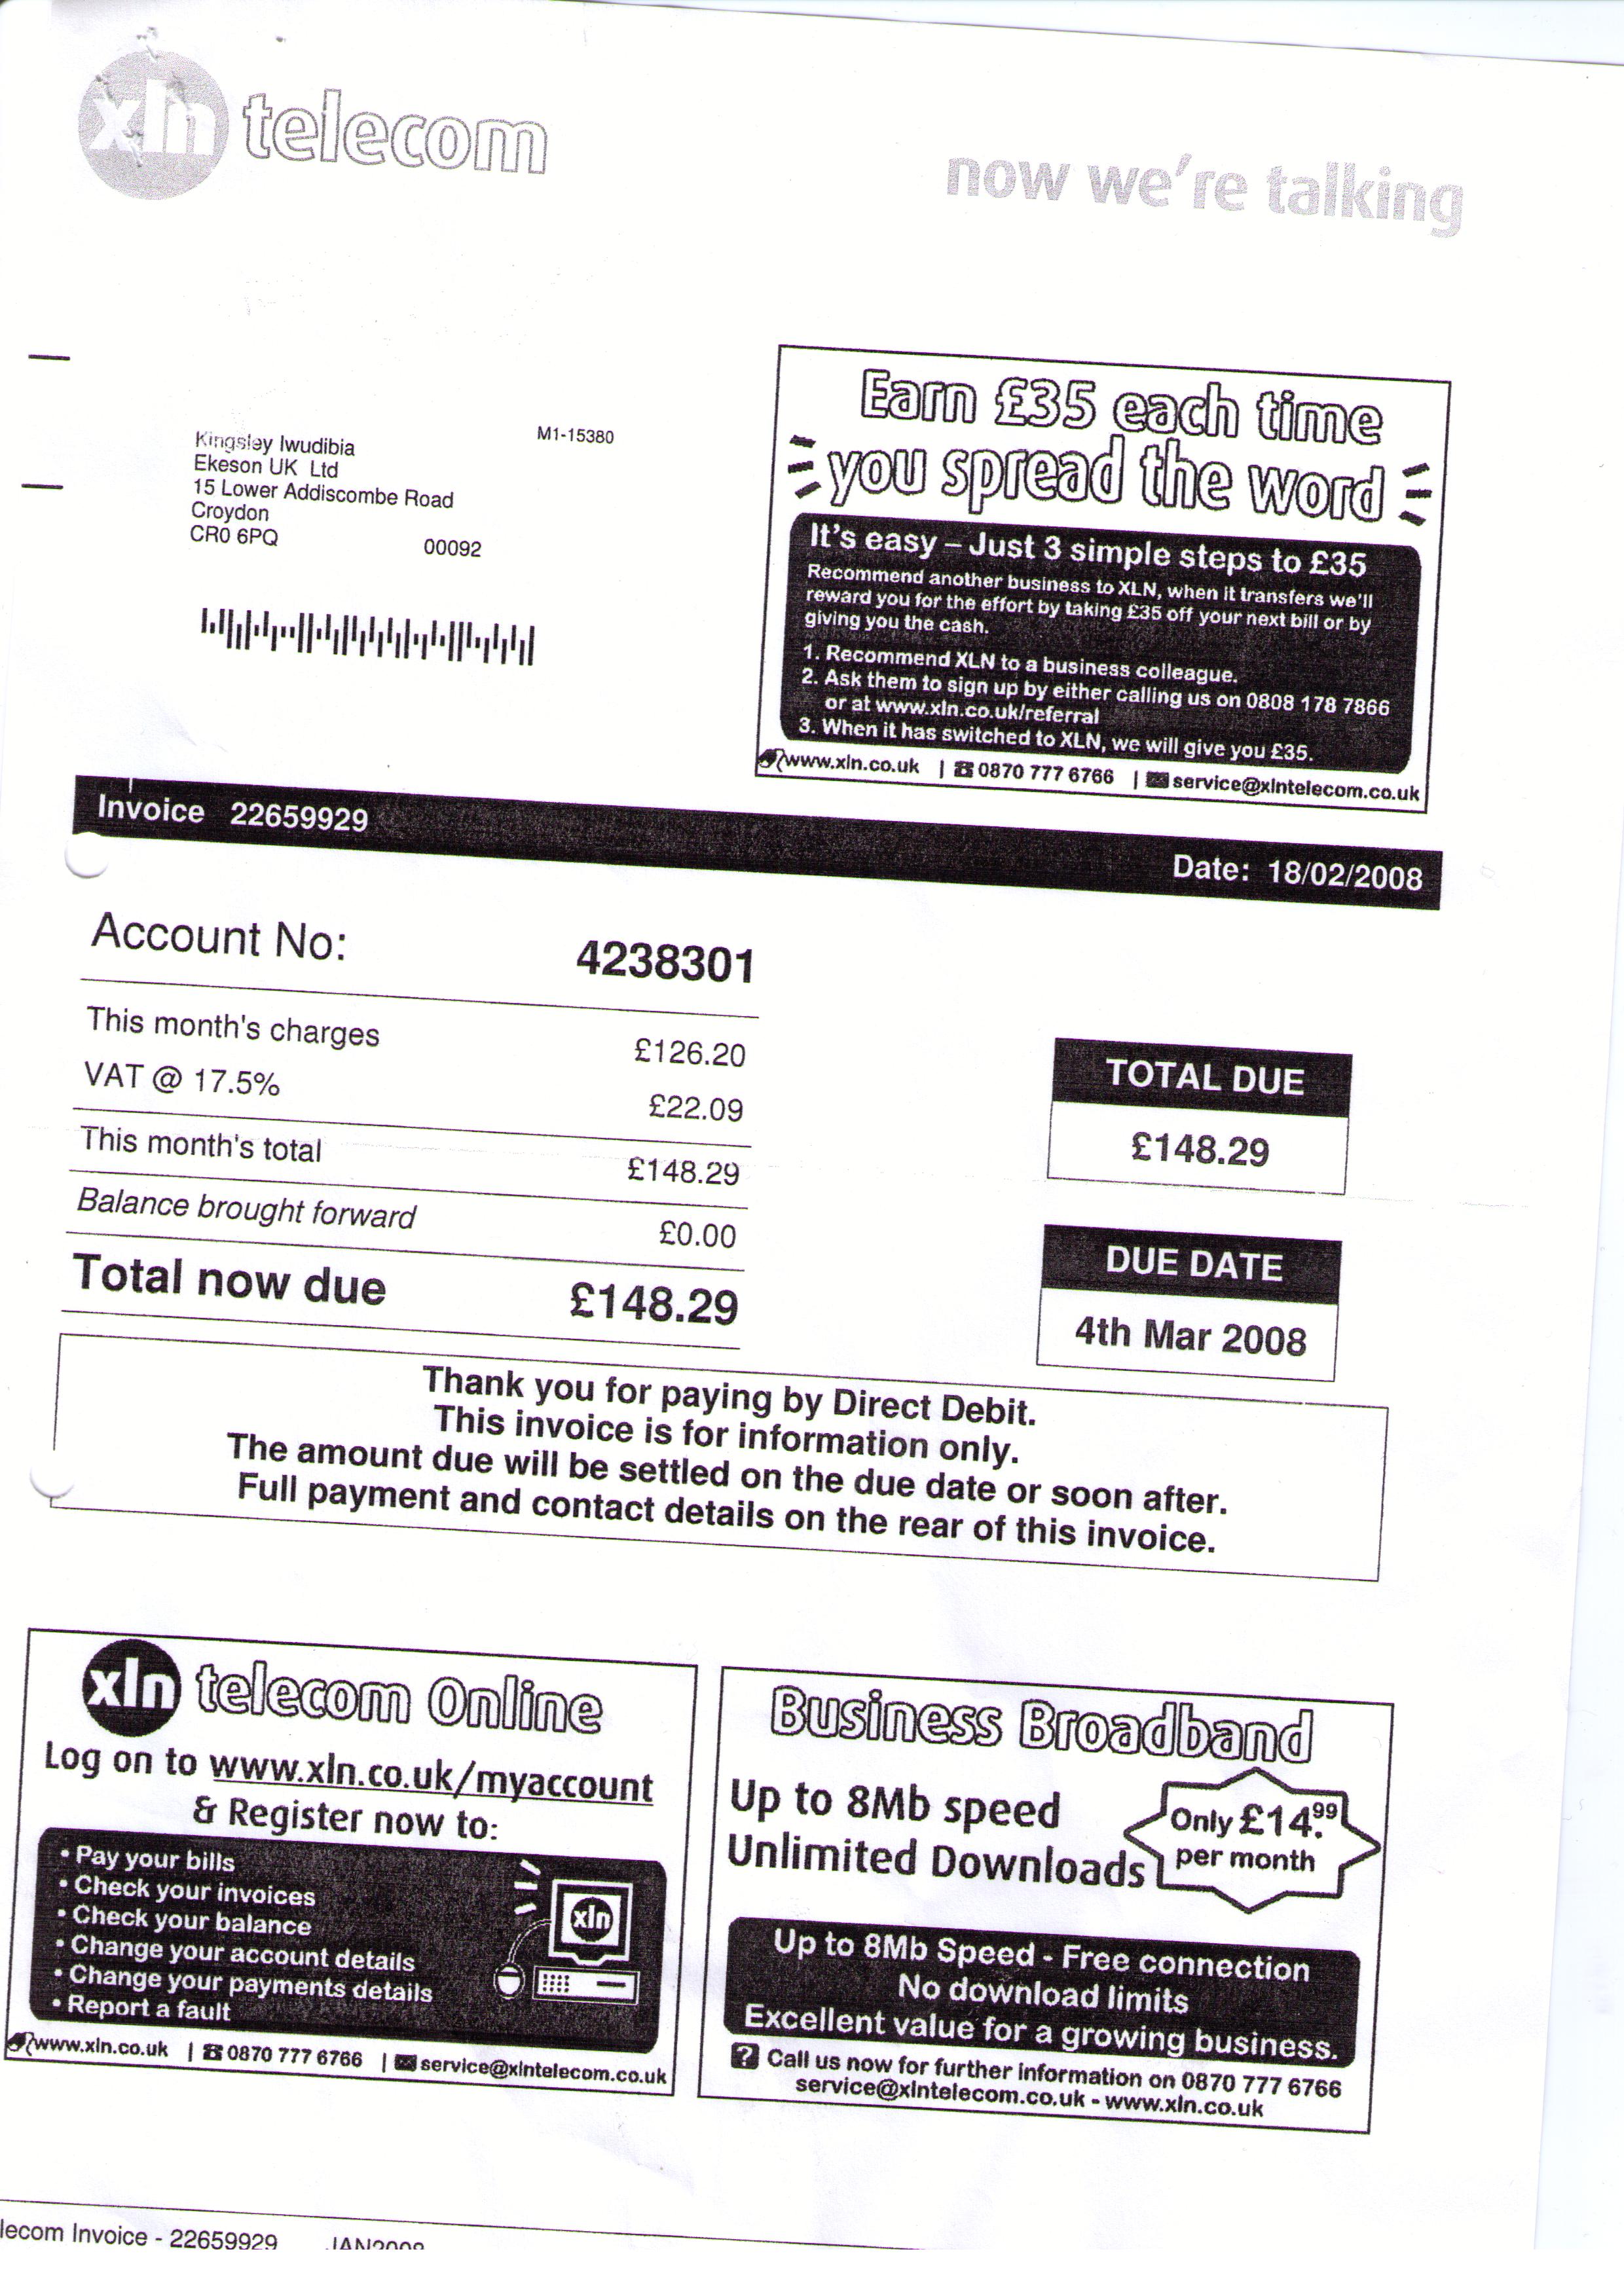 xln telecom
now we're talking
Kingsley Iwudibia
M1-15380
Ekeson UK Ltd
15 Lower Addiscombe Road
Croydon
CR0 6PQ
00092
Earn £35 each time
you spread the word
It's easy – Just 3 simple steps to £35
Recommend another business to XLN, when it transfers we'll
reward you for the effort by taking £35 off your next bill or by
giving you the cash.
1. Recommend XLN to a business colleague.
2. Ask them to sign up by either calling us on 0808 178 7866
or at www.xln.co.uk/referral
3. When it has switched to XLN, we will give you £35.
www.xln.co.uk | 0870 777 6766 | service@xlntelecom.co.uk
Invoice 22659929
Date: 18/02/2008
Account No: 4238301
This month's charges £126.20
VAT @ 17.5% £22.09
This month's total £148.29
Balance brought forward £0.00
Total now due £148.29
TOTAL DUE
£148.29
DUE DATE
4th Mar 2008
Thank you for paying by Direct Debit.
This invoice is for information only.
The amount due will be settled on the due date or soon after.
Full payment and contact details on the rear of this invoice.
xln telecom Online
Log on to www.xln.co.uk/myaccount
& Register now to:
• Pay your bills
• Check your invoices
• Check your balance
• Change your account details
• Change your payments details
• Report a fault
xln
www.xln.co.uk | 0870 777 6766 | service@xlntelecom.co.uk
Business Broadband
Up to 8Mb speed
Unlimited Downloads
Only £14.99
per month
Up to 8Mb Speed - Free connection
No download limits
Excellent value for a growing business.
? Call us now for further information on 0870 777 6766
service@xlntelecom.co.uk - www.xln.co.uk
lecom Invoice - 22659929 JAN2008